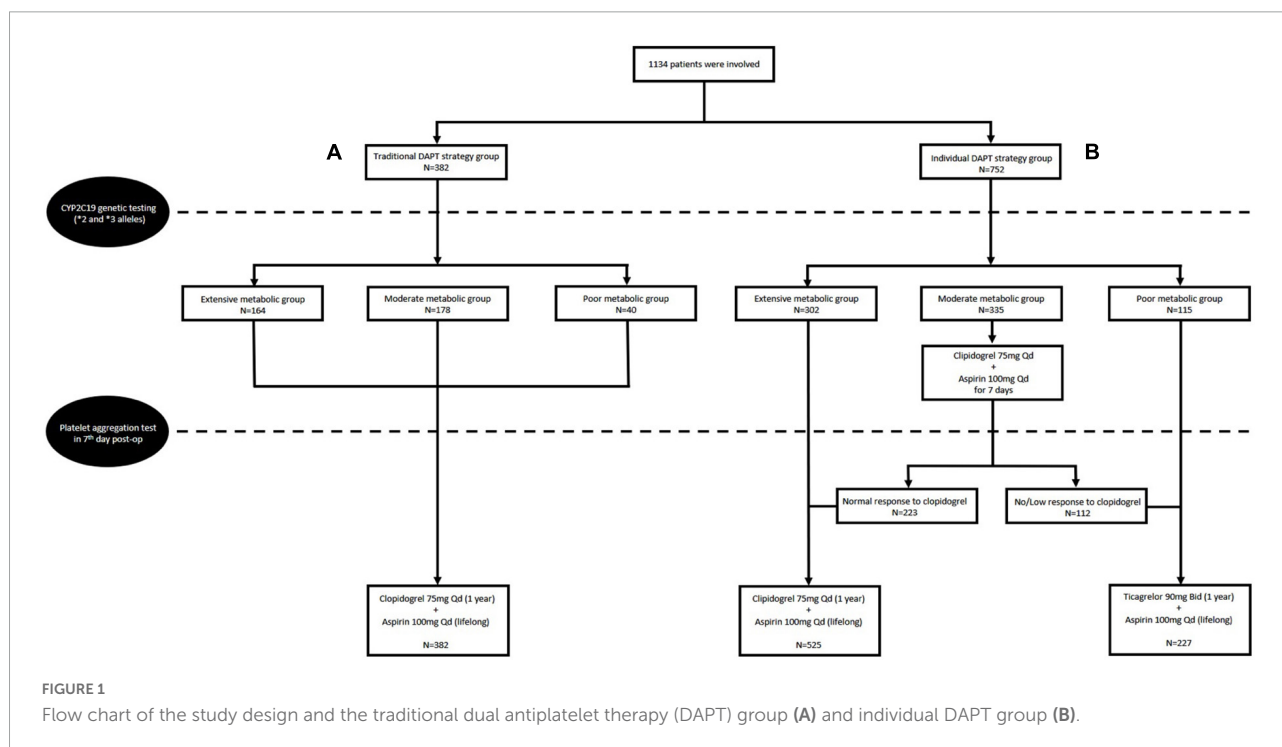 1134 patients were involved
A
Traditional DAPT strategy group
N=382
Individual DAPT strategy group
N=752
B
CYP2C19 genetic testing
(*2 and *3 alleles)
Extensive metabolic group
N=164
Moderate metabolic group
N=178
Poor metabolic group
N=40
Extensive metabolic group
N=302
Moderate metabolic group
N=335
Poor metabolic group
N=115
Clipidogrel 75mg Qd
+
Aspirin 100mg Qd
for 7 days
Platelet aggregation test
in 7th day post-op
Normal response to clopidogrel
N=223
No/Low response to clopidogrel
N=112
Clopidogrel 75mg Qd (1 year)
+
Aspirin 100mg Qd (lifelong)
N=382
Clipidogrel 75mg Qd (1 year)
+
Aspirin 100mg Qd (lifelong)
N=525
Ticagrelor 90mg Bid (1 year)
+
Aspirin 100mg Qd (lifelong)
N=227
FIGURE 1
Flow chart of the study design and the traditional dual antiplatelet therapy (DAPT) group (A) and individual DAPT group (B).